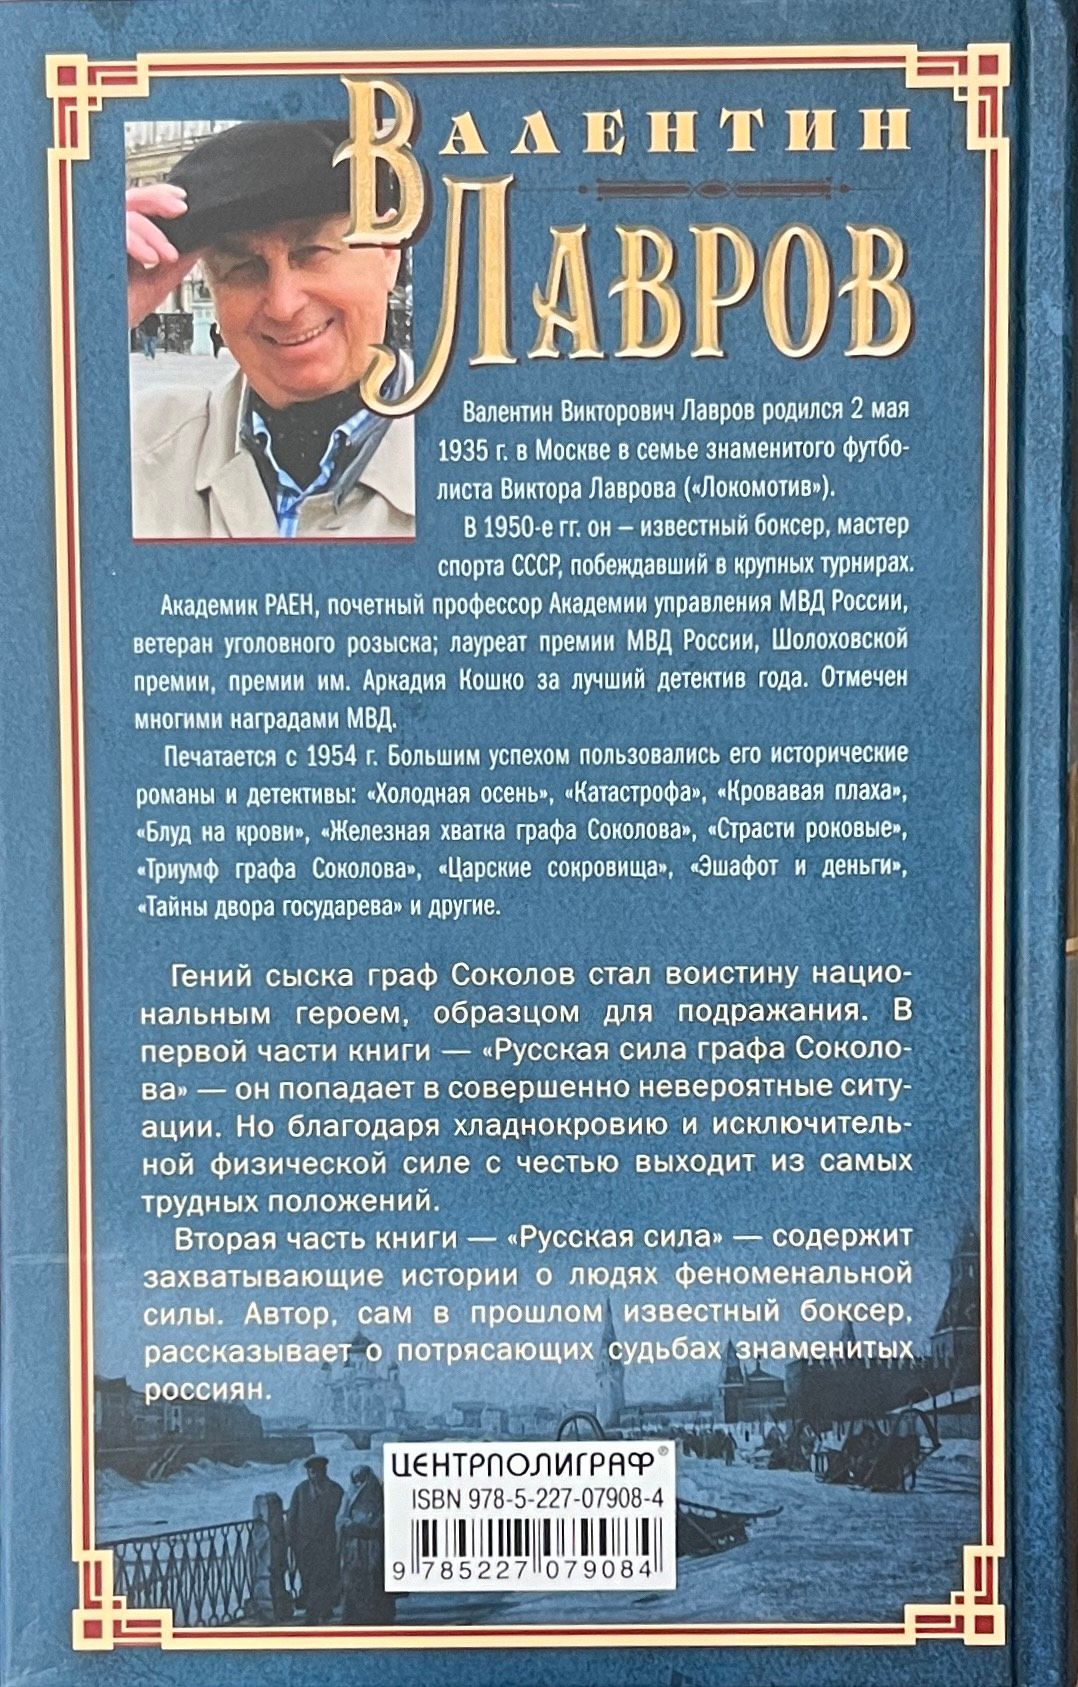 ВАЛЕНТИН
ЛАВРОВ
Валентин Викторович Лавров родился 2 мая
1935 г. в Москве в семье знаменитого футбо-
листа Виктора Лаврова («Локомотив»).
В 1950-е гг. он – известный боксер, мастер
спорта СССР, побеждавший в крупных турнирах.
Академик РАЕН, почетный профессор Академии управления МВД России,
ветеран уголовного розыска; лауреат премии МВД России, Шолоховской
премии, премии им. Аркадия Кошко за лучший детектив года. Отмечен
многими наградами МВД.
Печатается с 1954 г. Большим успехом пользовались его исторические
романы и детективы: «Холодная осень», «Катастрофа», «Кровавая плаха»,
«Блуд на крови», «Железная хватка графа Соколова», «Страсти роковые»,
«Триумф графа Соколова», «Царские сокровища», «Эшафот и деньги»,
«Тайны двора государева» и другие.
Гений сыска граф Соколов стал воистину нацио-
нальным героем, образцом для подражания. В
первой части книги — «Русская сила графа Соколо-
ва» — он попадает в совершенно невероятные ситу-
ации. Но благодаря хладнокровию и исключитель-
ной физической силе с честью выходит из самых
трудных положений.
Вторая часть книги — «Русская сила» — содержит
захватывающие истории о людях феноменальной
силы. Автор, сам в прошлом известный боксер,
рассказывает о потрясающих судьбах знаменитых
россиян.
ЦЕНТРПОЛИГРАФ®
ISBN 978-5-227-07908-4
9 785227 079084